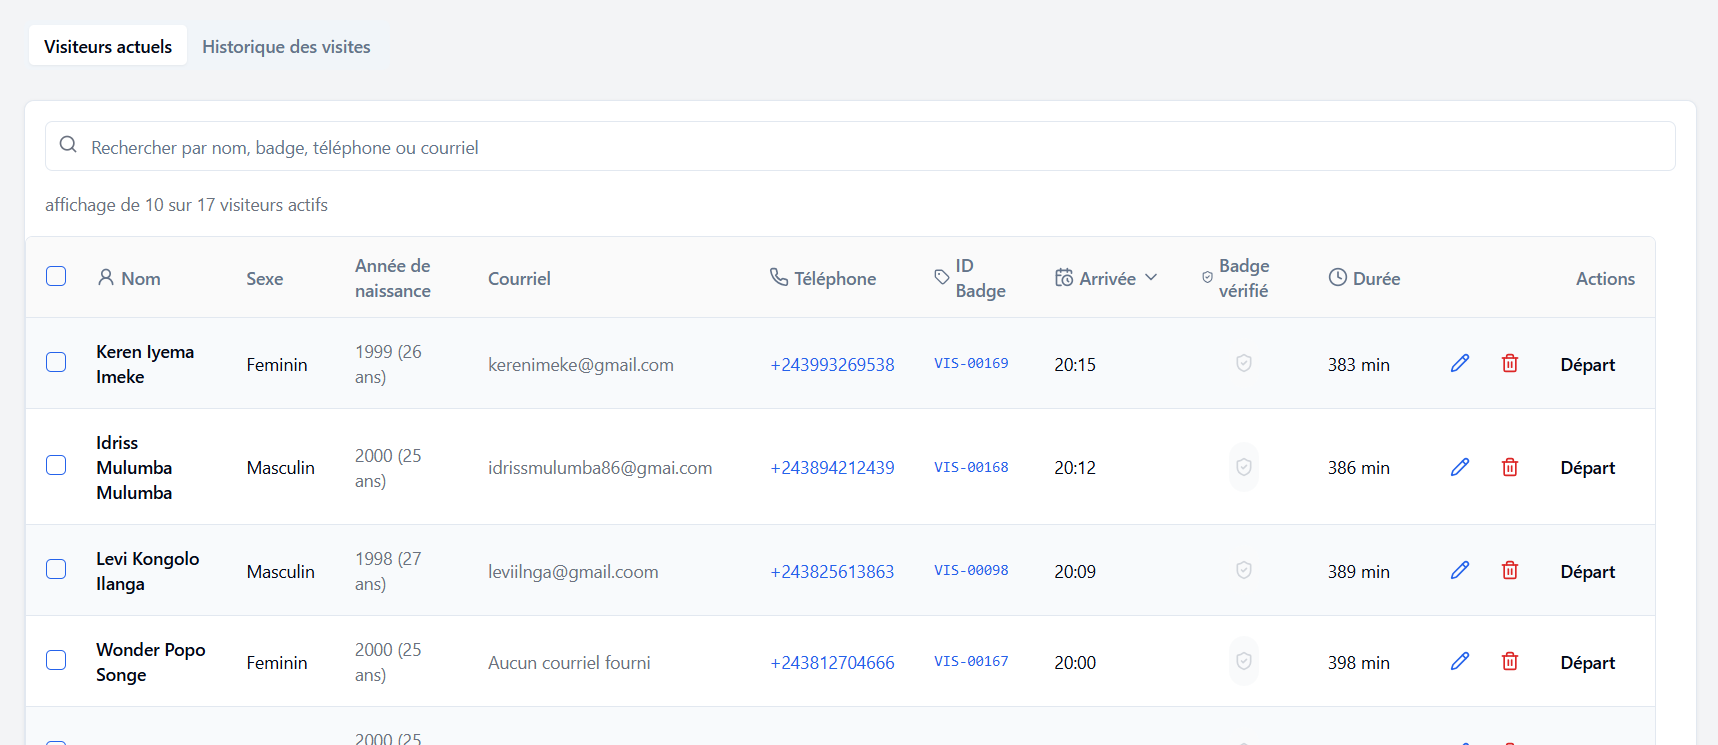 Visiteurs actuels
Historique des visites
Rechercher par nom, badge, téléphone ou courriel
affichage de 10 sur 17 visiteurs actifs
Nom
Sexe
Année de
naissance
Courriel
Téléphone
ID
Badge
Arrivée
Badge
vérifié
Durée
Actions
Keren Iyema
Imeke
Feminin
1999 (26
ans)
kerenimeke@gmail.com
+243993269538
VIS-00169
20:15
383 min
Départ
Idriss
Mulumba
Mulumba
Masculin
2000 (25
ans)
idrissmulumba86@gmai.com
+243894212439
VIS-00168
20:12
386 min
Départ
Levi Kongolo
Ilanga
Masculin
1998 (27
ans)
leviilnga@gmail.coom
+243825613863
VIS-00098
20:09
389 min
Départ
Wonder Popo
Songe
Feminin
2000 (25
ans)
Aucun courriel fourni
+243812704666
VIS-00167
20:00
398 min
Départ
2000 (25